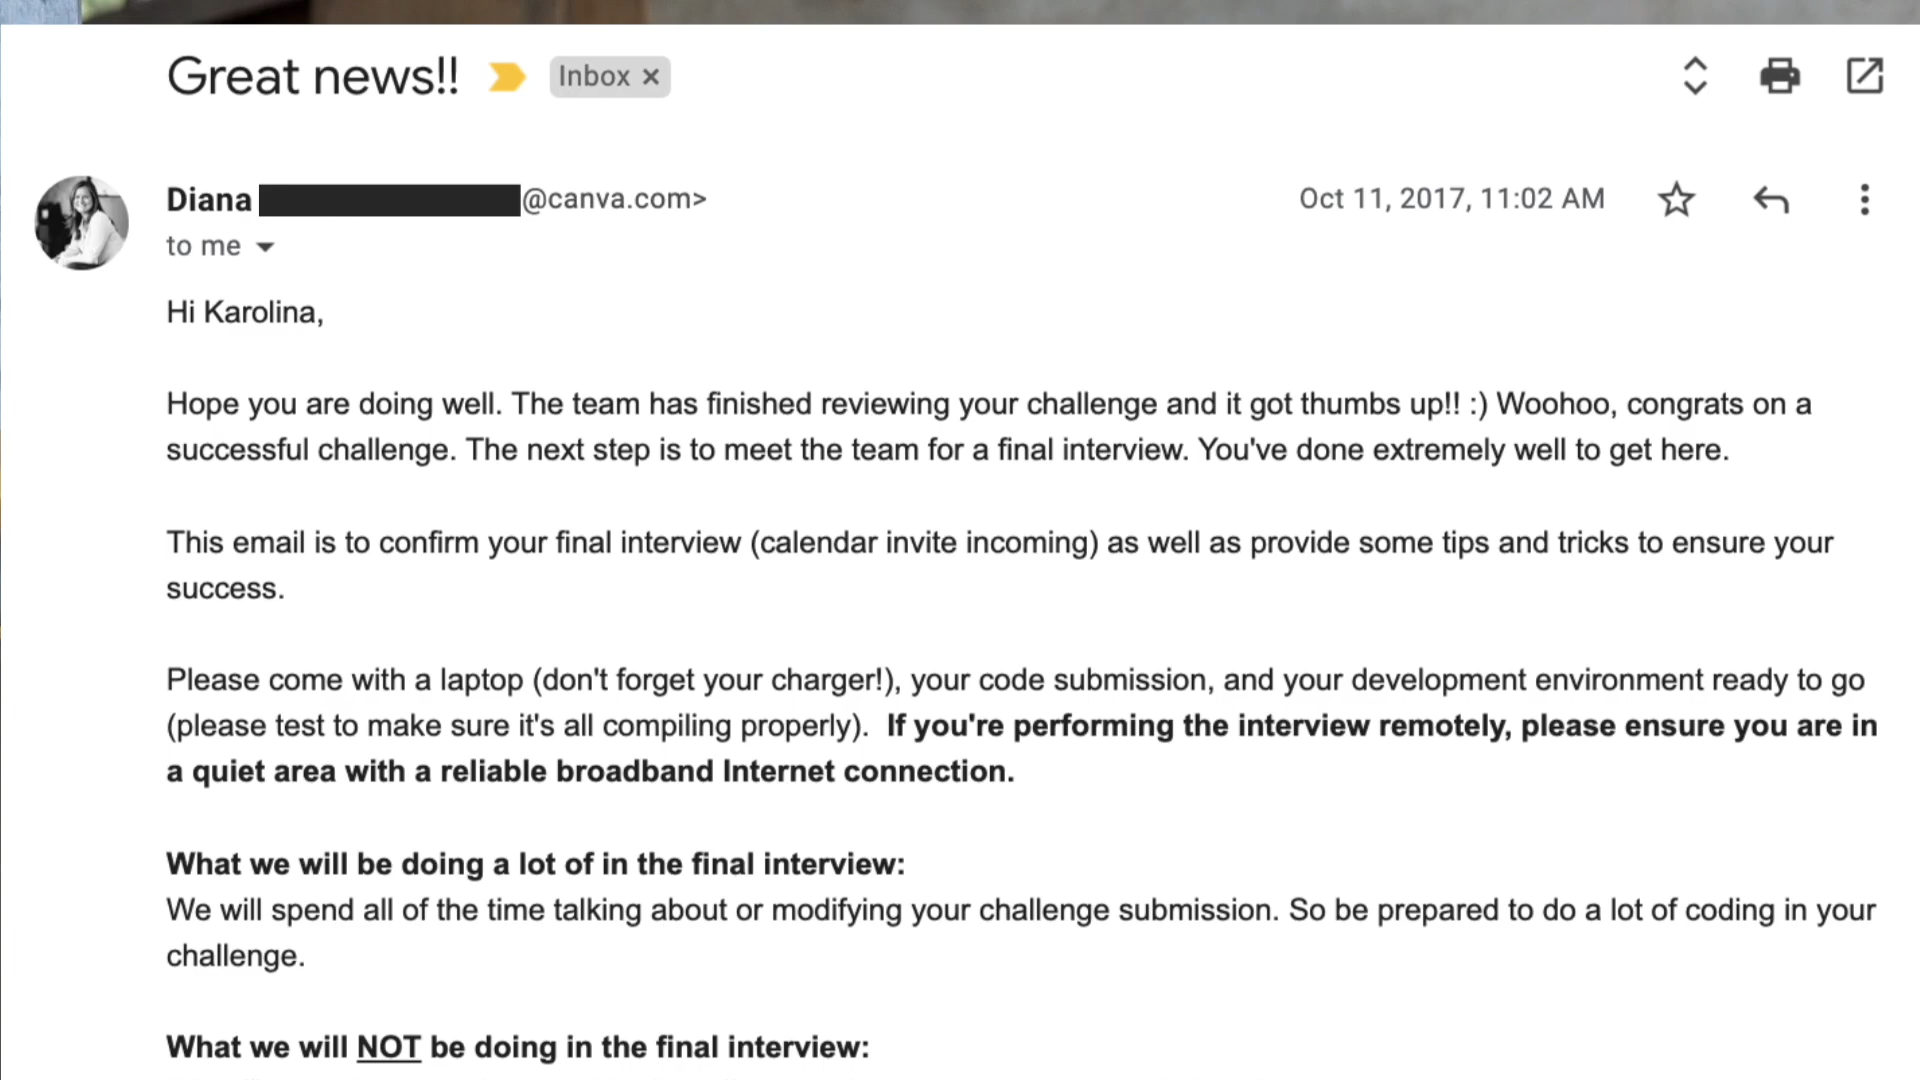 Great news!! Inbox ×
Diana @canva.com> Oct 11, 2017, 11:02 AM
to me
Hi Karolina,
Hope you are doing well. The team has finished reviewing your challenge and it got thumbs up!! :) Woohoo, congrats on a
successful challenge. The next step is to meet the team for a final interview. You've done extremely well to get here.
This email is to confirm your final interview (calendar invite incoming) as well as provide some tips and tricks to ensure your
success.
Please come with a laptop (don't forget your charger!), your code submission, and your development environment ready to go
(please test to make sure it's all compiling properly). If you're performing the interview remotely, please ensure you are in
a quiet area with a reliable broadband Internet connection.
What we will be doing a lot of in the final interview:
We will spend all of the time talking about or modifying your challenge submission. So be prepared to do a lot of coding in your
challenge.
What we will NOT be doing in the final interview: